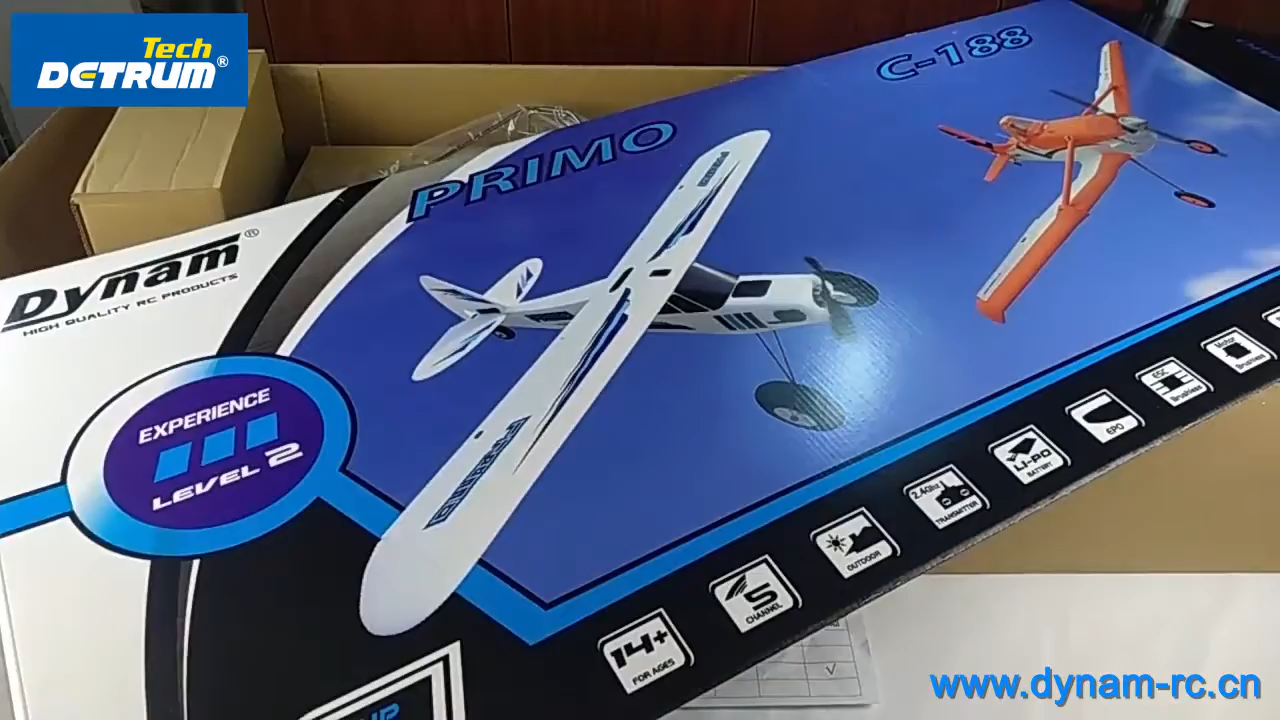 Tech
DETRUM®
PRIMO
C-188
Dynam®
HIGH QUALITY RC PRODUCTS
EXPERIENCE
LEVEL 2
14+
FOR AGES
5
CHANNEL
OUTDOOR
2.4Ghz
TRANSMITTER
LI-PO
BATTERY
EPO
ESC
Brushless
Motor
Brushless
UP
www.dynam-rc.cn